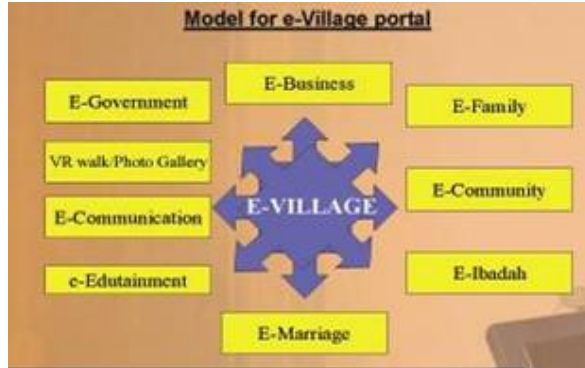 Model for e-Village portal
E-Business
E-Government
E-Family
VR walk/Photo Gallery
E-Community
E-VILLAGE
E-Communication
e-Edutainment
E-Ibadah
E-Marriage